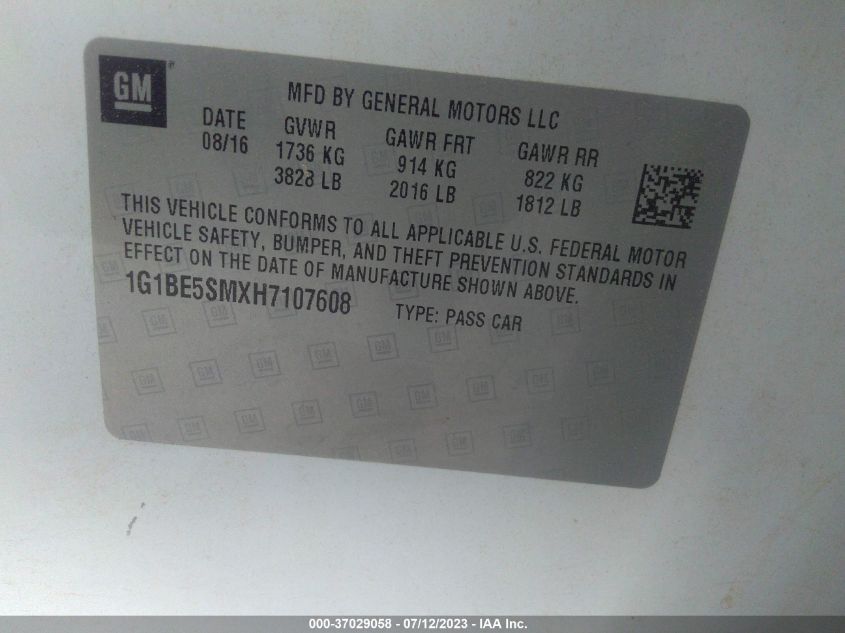 GM
MFD BY GENERAL MOTORS LLC
DATE GVWR GAWR FRT GAWR RR
08/16 1736 KG 914 KG 822 KG
3828 LB 2016 LB 1812 LB
THIS VEHICLE CONFORMS TO ALL APPLICABLE U.S. FEDERAL MOTOR
VEHICLE SAFETY, BUMPER, AND THEFT PREVENTION STANDARDS IN
EFFECT ON THE DATE OF MANUFACTURE SHOWN ABOVE.
1G1BE5SMXH7107608 TYPE: PASS CAR
000-37029058 - 07/12/2023 - IAA Inc.